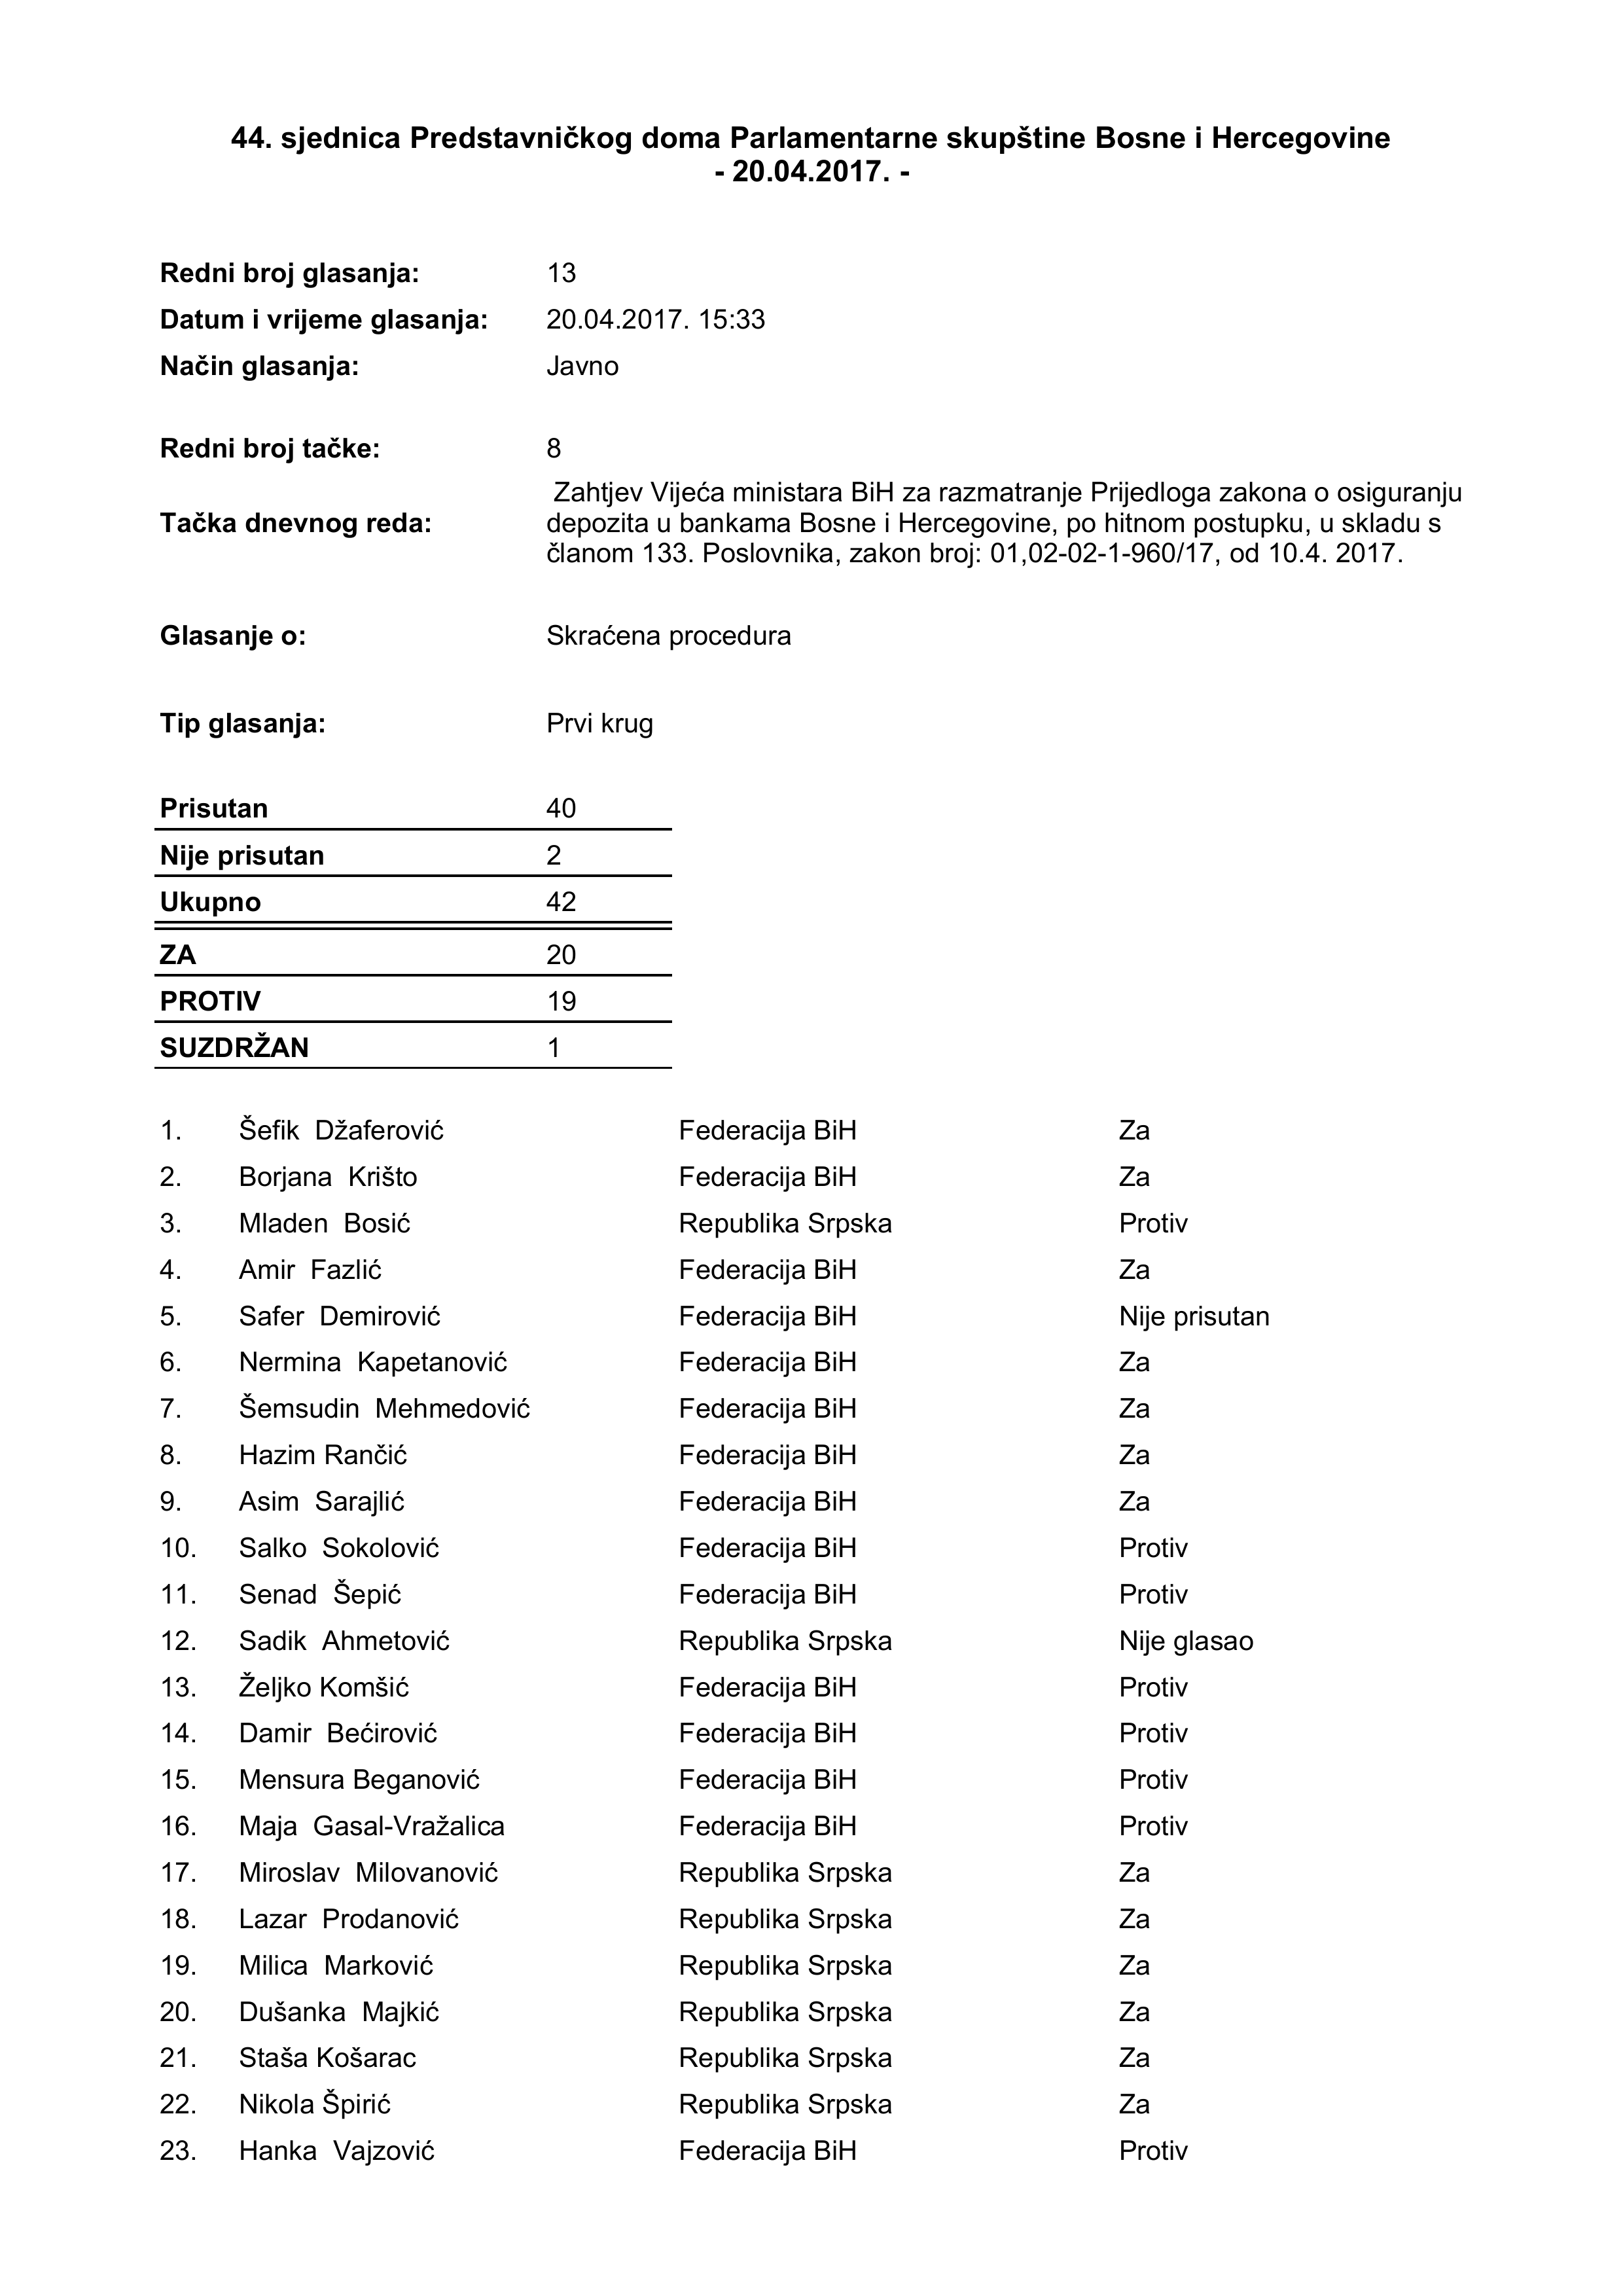 44. sjednica Predstavničkog doma Parlamentarne skupštine Bosne i Hercegovine
- 20.04.2017. -
Redni broj glasanja: 13
Datum i vrijeme glasanja: 20.04.2017. 15:33
Način glasanja: Javno
Redni broj tačke: 8
Tačka dnevnog reda: Zahtjev Vijeća ministara BiH za razmatranje Prijedloga zakona o osiguranju
depozita u bankama Bosne i Hercegovine, po hitnom postupku, u skladu s
članom 133. Poslovnika, zakon broj: 01,02-02-1-960/17, od 10.4. 2017.
Glasanje o: Skraćena procedura
Tip glasanja: Prvi krug
Prisutan 40
Nije prisutan 2
Ukupno 42
ZA 20
PROTIV 19
SUZDRŽAN 1
1. Šefik Džaferović Federacija BiH Za
2. Borjana Krišto Federacija BiH Za
3. Mladen Bosić Republika Srpska Protiv
4. Amir Fazlić Federacija BiH Za
5. Safer Demirović Federacija BiH Nije prisutan
6. Nermina Kapetanović Federacija BiH Za
7. Šemsudin Mehmedović Federacija BiH Za
8. Hazim Rančić Federacija BiH Za
9. Asim Sarajlić Federacija BiH Za
10. Salko Sokolović Federacija BiH Protiv
11. Senad Šepić Federacija BiH Protiv
12. Sadik Ahmetović Republika Srpska Nije glasao
13. Željko Komšić Federacija BiH Protiv
14. Damir Bećirović Federacija BiH Protiv
15. Mensura Beganović Federacija BiH Protiv
16. Maja Gasal-Vražalica Federacija BiH Protiv
17. Miroslav Milovanović Republika Srpska Za
18. Lazar Prodanović Republika Srpska Za
19. Milica Marković Republika Srpska Za
20. Dušanka Majkić Republika Srpska Za
21. Staša Košarac Republika Srpska Za
22. Nikola Špirić Republika Srpska Za
23. Hanka Vajzović Federacija BiH Protiv